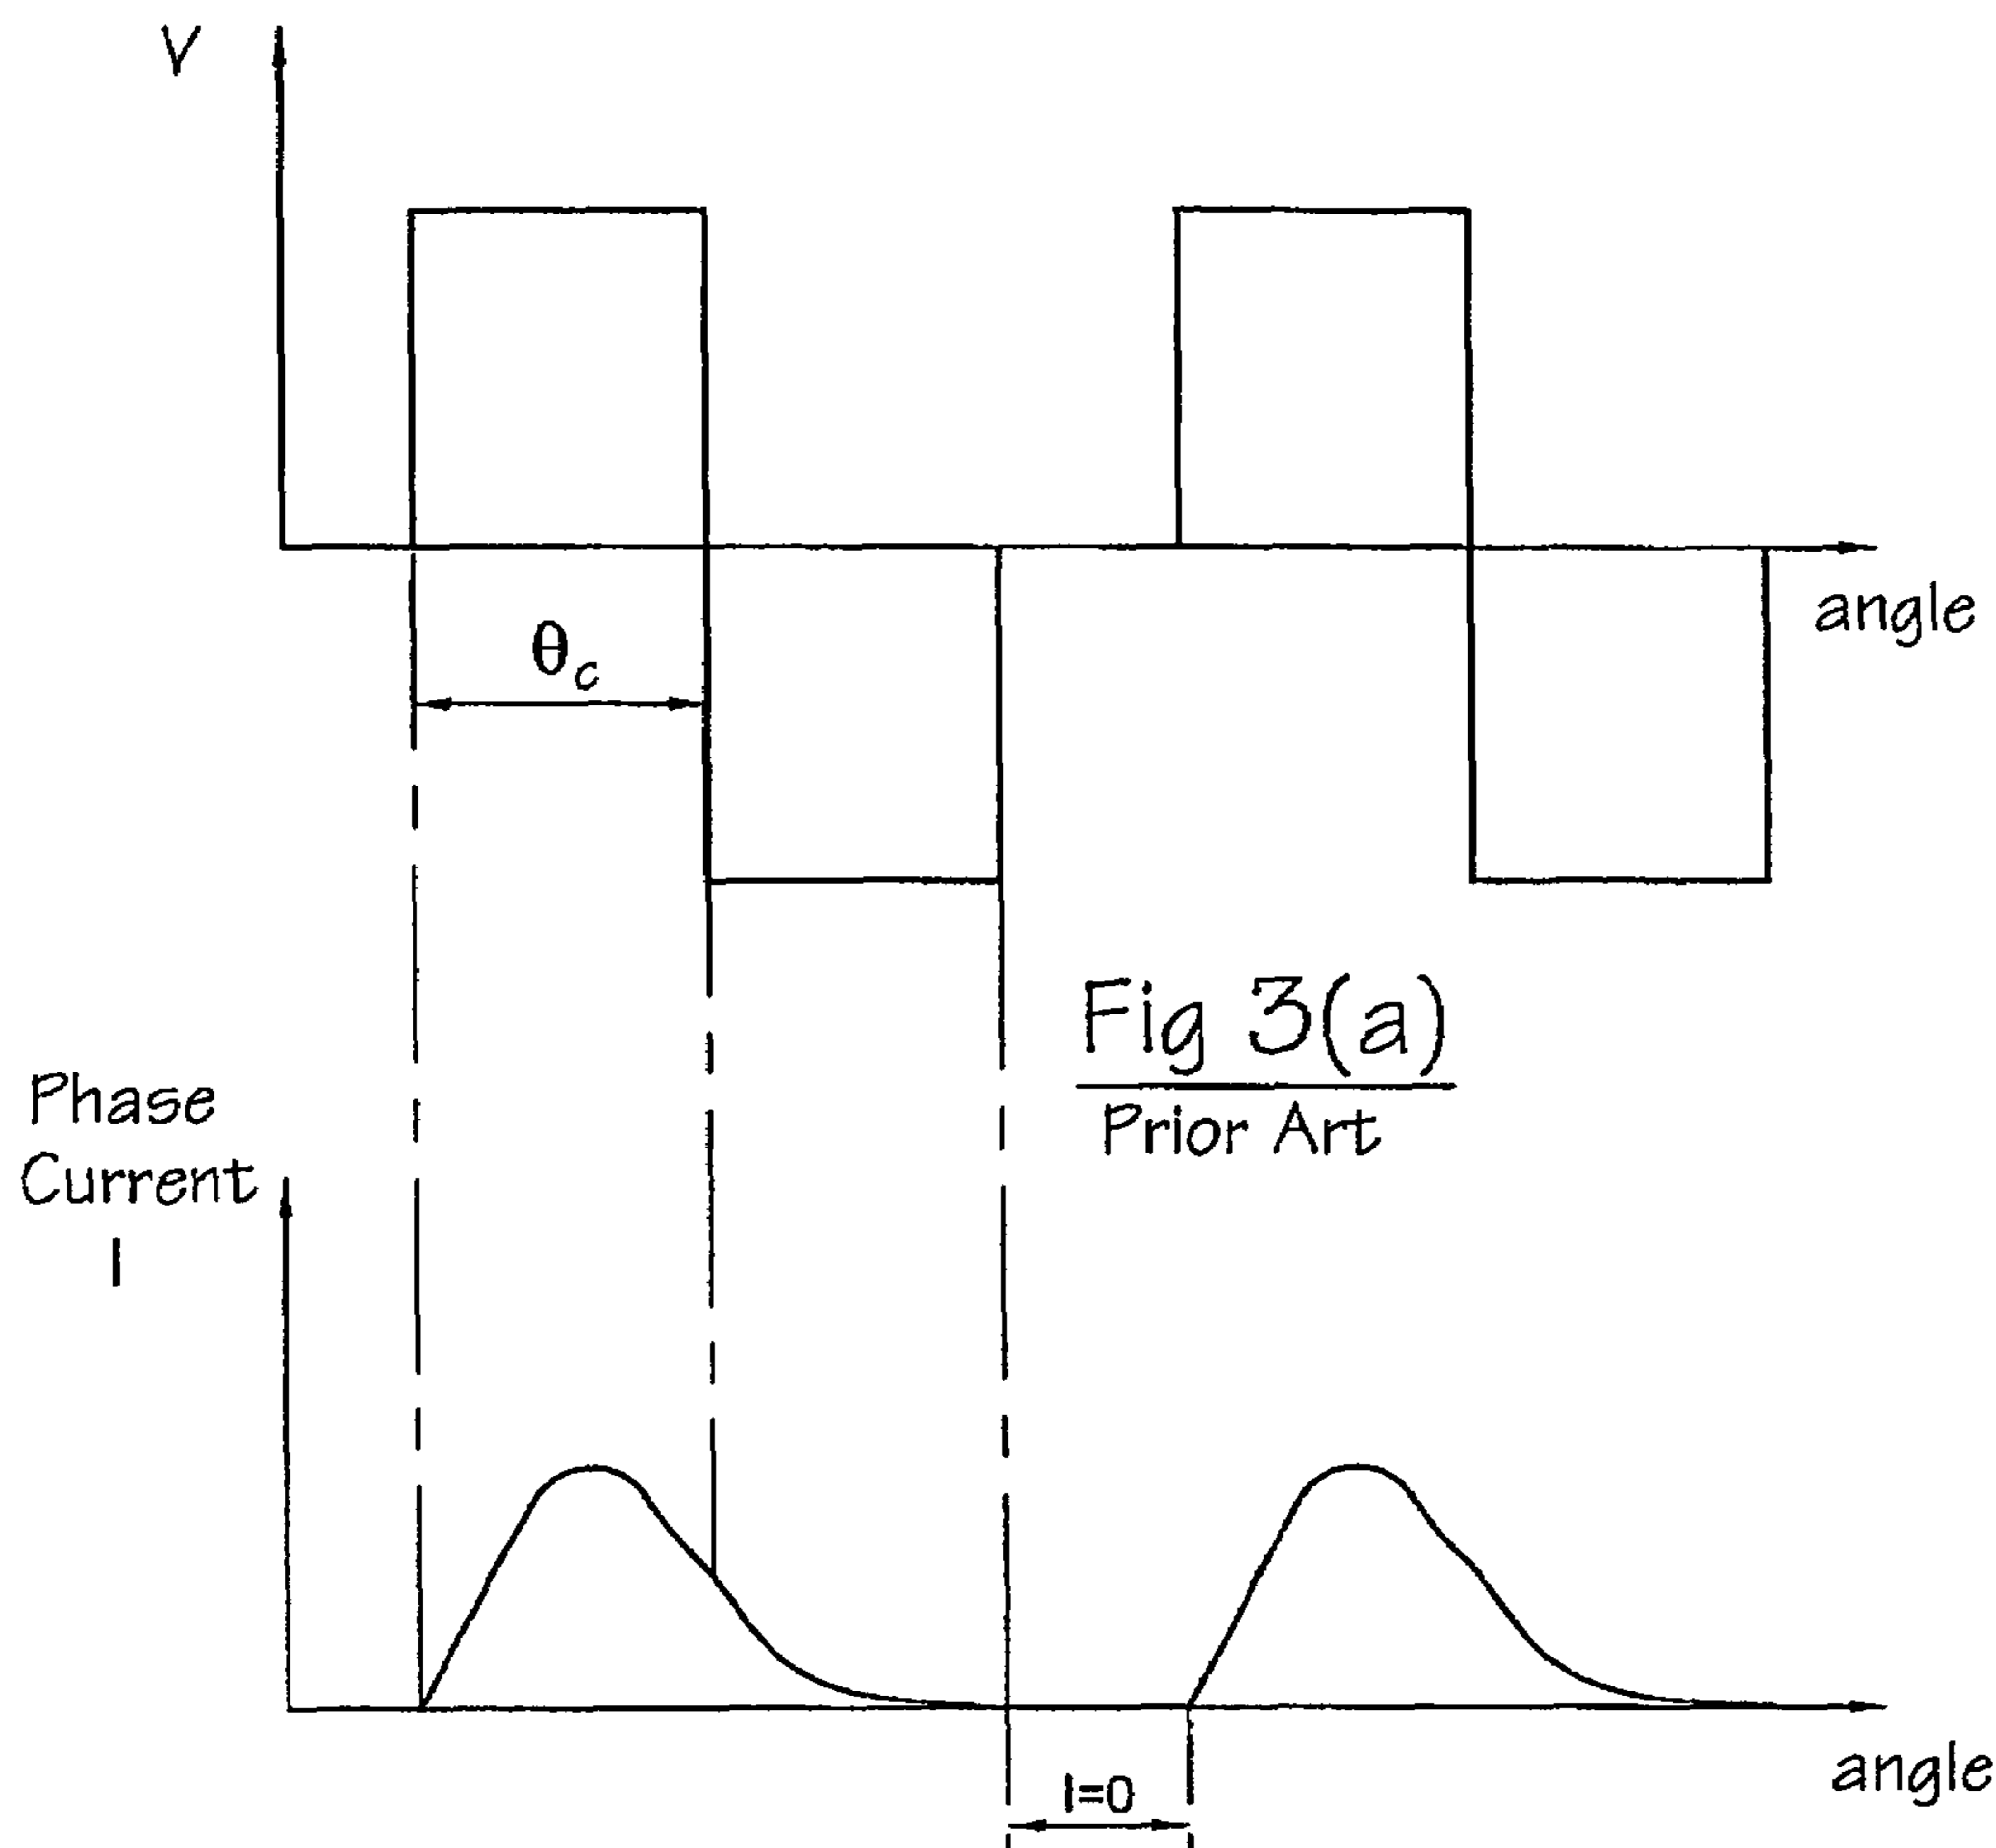 V
angle
θc
Fig 3(a)
Prior Art
Phase
Current
I
I=0
angle